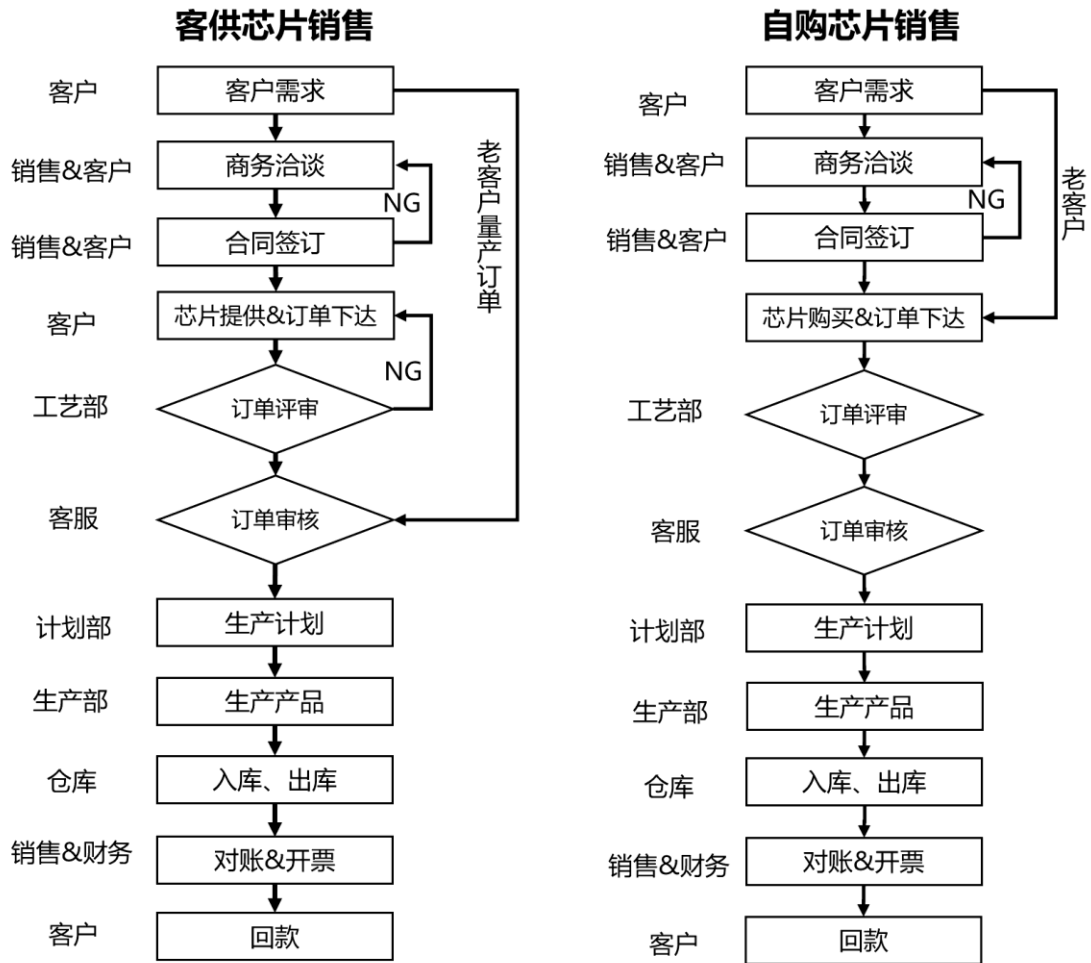 客供芯片销售
客户
客户需求
销售&客户
商务洽谈
NG
销售&客户
合同签订
老客户量产订单
客户
芯片提供&订单下达
NG
工艺部
订单评审
客服
订单审核
计划部
生产计划
生产部
生产产品
仓库
入库、出库
销售&财务
对账&开票
客户
回款
自购芯片销售
客户
客户需求
销售&客户
商务洽谈
NG
老客户
销售&客户
合同签订
芯片购买&订单下达
工艺部
订单评审
客服
订单审核
计划部
生产计划
生产部
生产产品
仓库
入库、出库
销售&财务
对账&开票
客户
回款